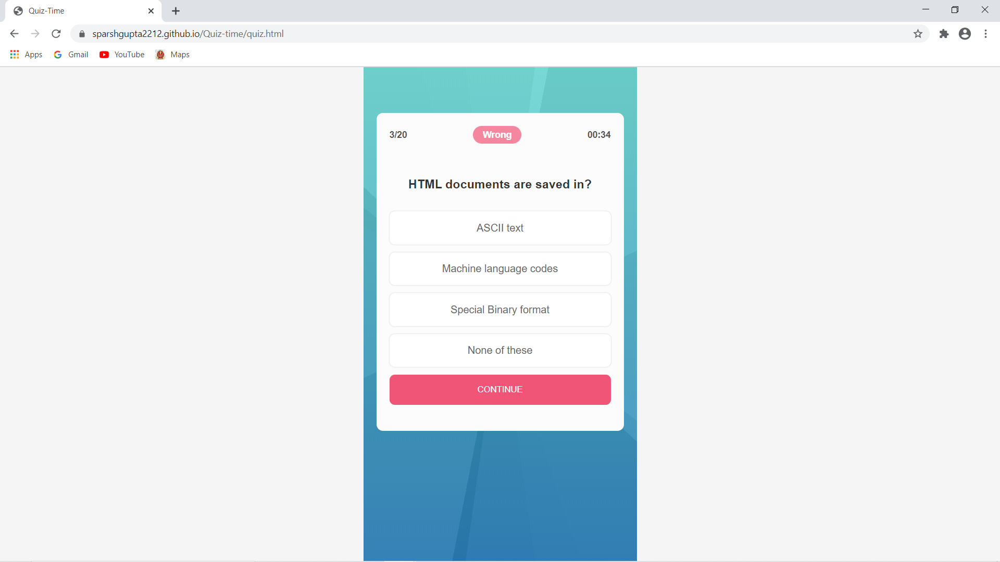 Quiz-Time
sparshgupta2212.github.io/Quiz-time/quiz.html
Apps Gmail YouTube Maps
3/20 Wrong 00:34
HTML documents are saved in?
ASCII text
Machine language codes
Special Binary format
None of these
CONTINUE